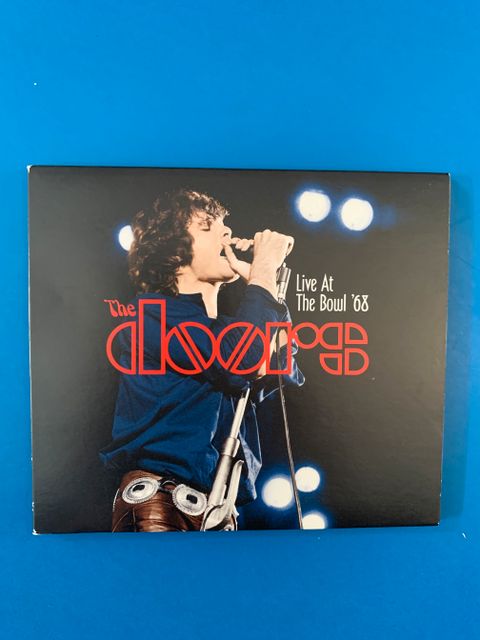 Live At
The Bowl '68
The
doors